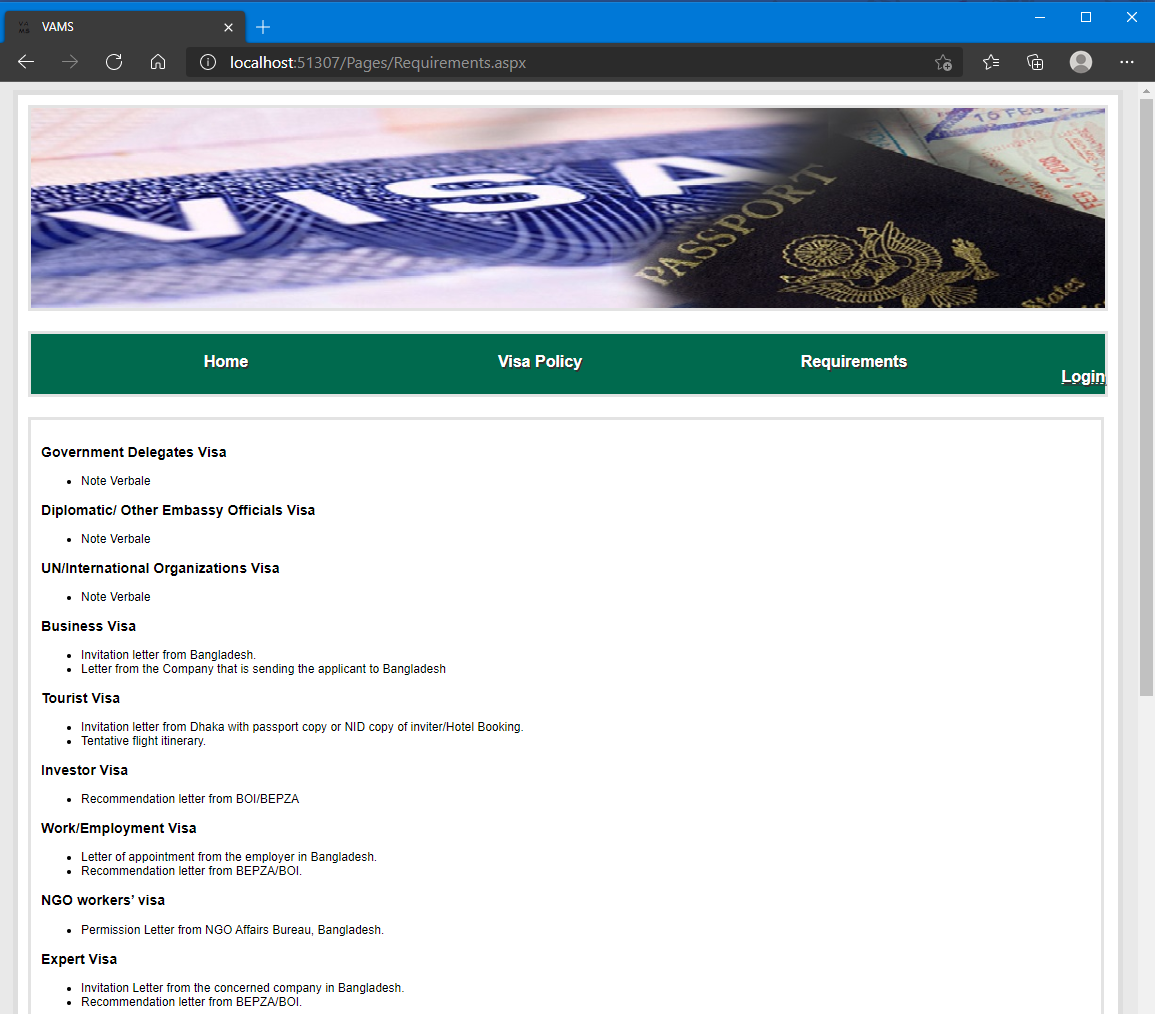 VAMS
localhost:51307/Pages/Requirements.aspx
VISA
PASSPORT
States
10 FEB
Home Visa Policy Requirements
Login
Government Delegates Visa
• Note Verbale
Diplomatic/ Other Embassy Officials Visa
• Note Verbale
UN/International Organizations Visa
• Note Verbale
Business Visa
• Invitation letter from Bangladesh.
• Letter from the Company that is sending the applicant to Bangladesh
Tourist Visa
• Invitation letter from Dhaka with passport copy or NID copy of inviter/Hotel Booking.
• Tentative flight itinerary.
Investor Visa
• Recommendation letter from BOI/BEPZA
Work/Employment Visa
• Letter of appointment from the employer in Bangladesh.
• Recommendation letter from BEPZA/BOI.
NGO workers’ visa
• Permission Letter from NGO Affairs Bureau, Bangladesh.
Expert Visa
• Invitation Letter from the concerned company in Bangladesh.
• Recommendation letter from BEPZA/BOI.